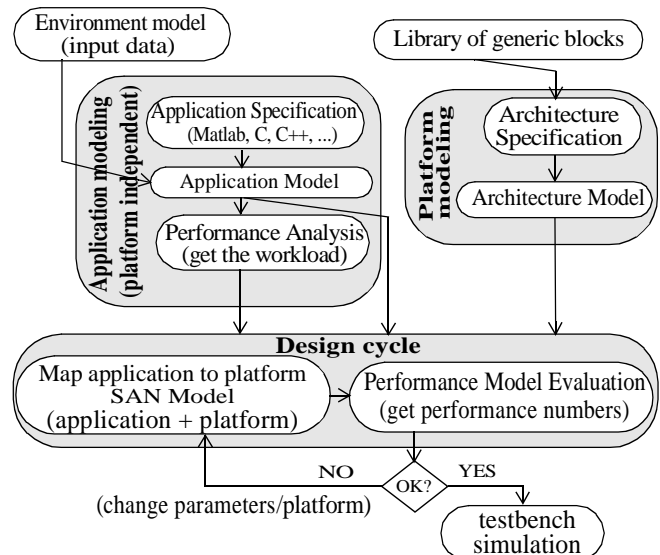 Environment model
(input data)
Library of generic blocks
Application modeling
(platform independent)
Application Specification
(Matlab, C, C++, ...)
Application Model
Performance Analysis
(get the workload)
Platform
modeling
Architecture
Specification
Architecture Model
Design cycle
Map application to platform
SAN Model
(application + platform)
Performance Model Evaluation
(get performance numbers)
NO
OK?
YES
(change parameters/platform)
testbench
simulation